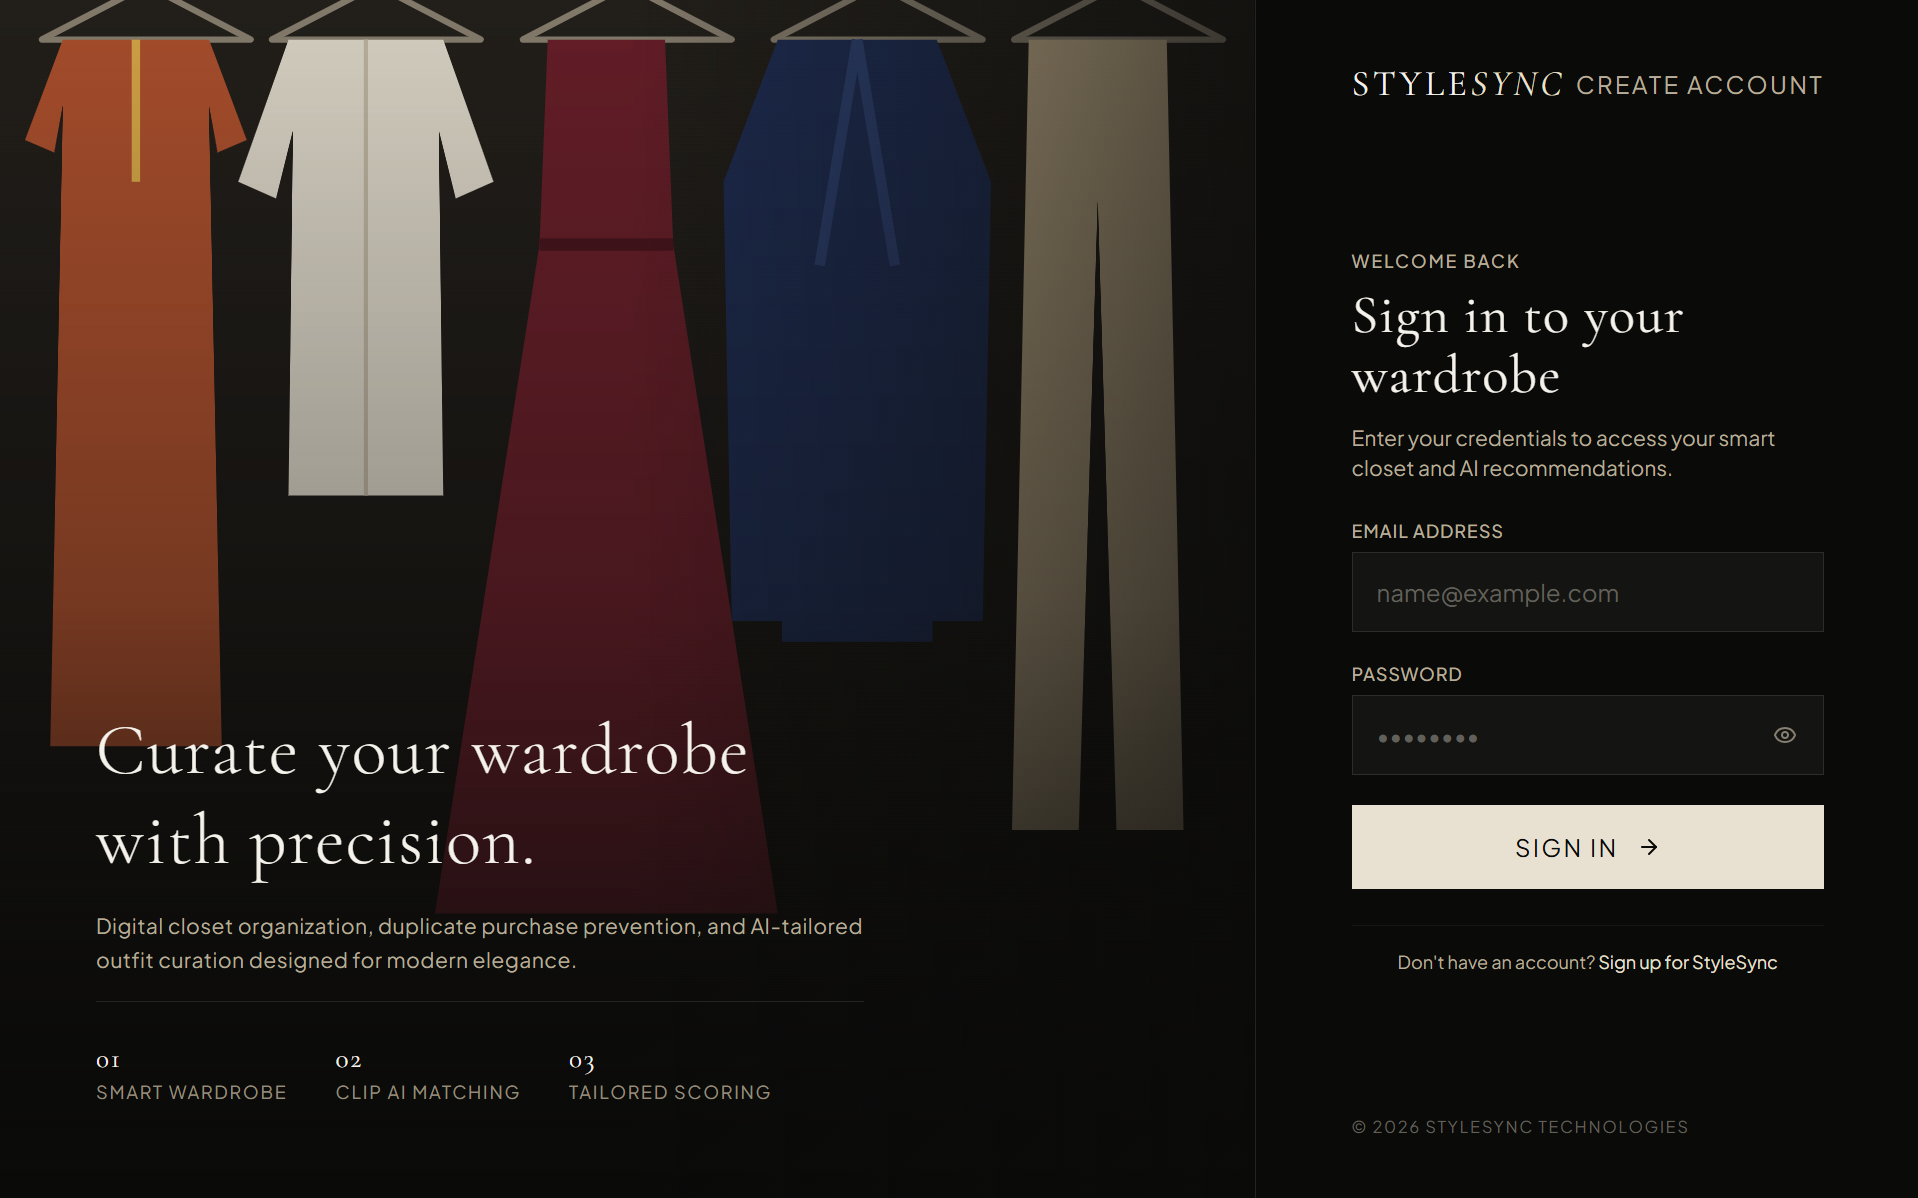 Curate your wardrobe
with precision.
Digital closet organization, duplicate purchase prevention, and AI-tailored
outfit curation designed for modern elegance.
01
SMART WARDROBE
02
CLIP AI MATCHING
03
TAILORED SCORING
STYLESYNC
CREATE ACCOUNT
WELCOME BACK
Sign in to your
wardrobe
Enter your credentials to access your smart
closet and AI recommendations.
EMAIL ADDRESS
name@example.com
PASSWORD
••••••••
SIGN IN →
Don't have an account? Sign up for StyleSync
© 2026 STYLESYNC TECHNOLOGIES